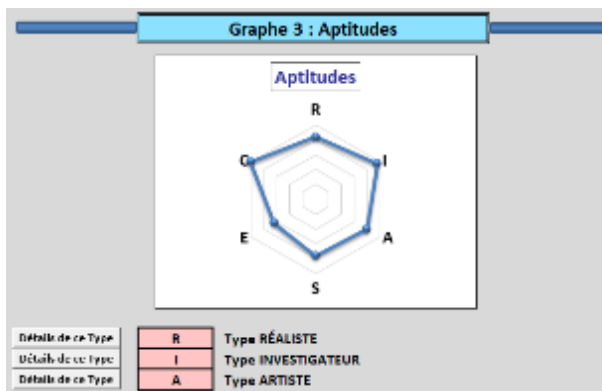 Graphe 3 : Aptitudes
Aptitudes
R
C
I
E
A
S
Détails de ce Type R Type RÉALISTE
Détails de ce Type I Type INVESTIGATEUR
Détails de ce Type A Type ARTISTE